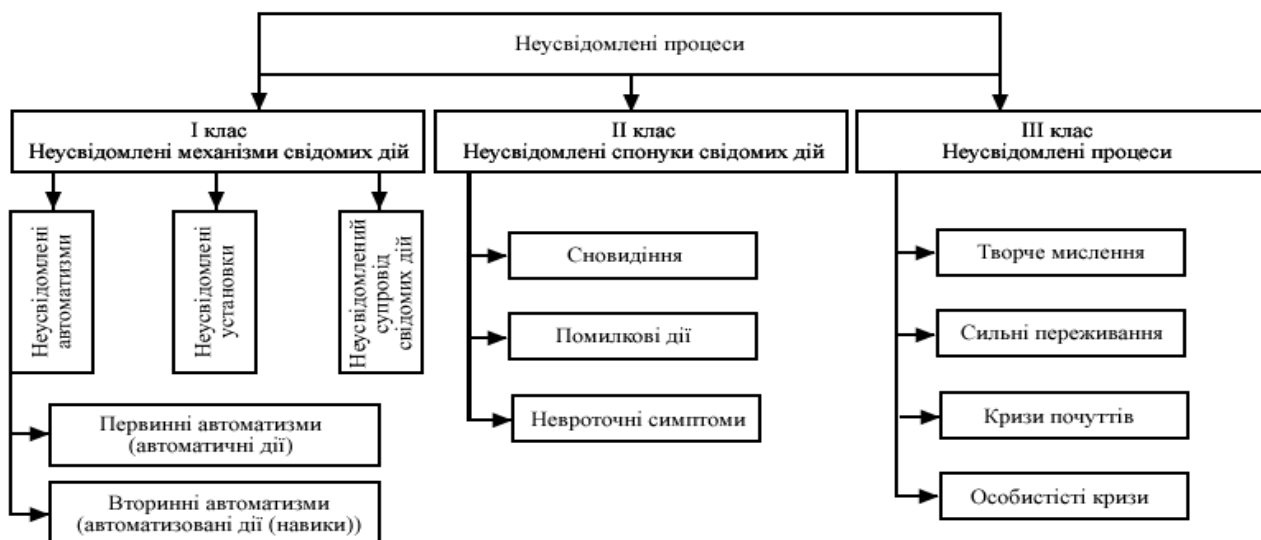 Неусвідомлені процеси
I клас
Неусвідомлені механізми свідомих дій
II клас
Неусвідомлені спонуки свідомих дій
III клас
Неусвідомлені процеси
Неусвідомлені
автоматизми
Неусвідомлені
установки
Неусвідомлений
супровід
свідомих дій
Первинні автоматизми
(автоматичні дії)
Вторинні автоматизми
(автоматизовані дії (навики))
Сновидіння
Помилкові дії
Невроточні симптоми
Творче мислення
Сильні переживання
Кризи почуттів
Особистісті кризи